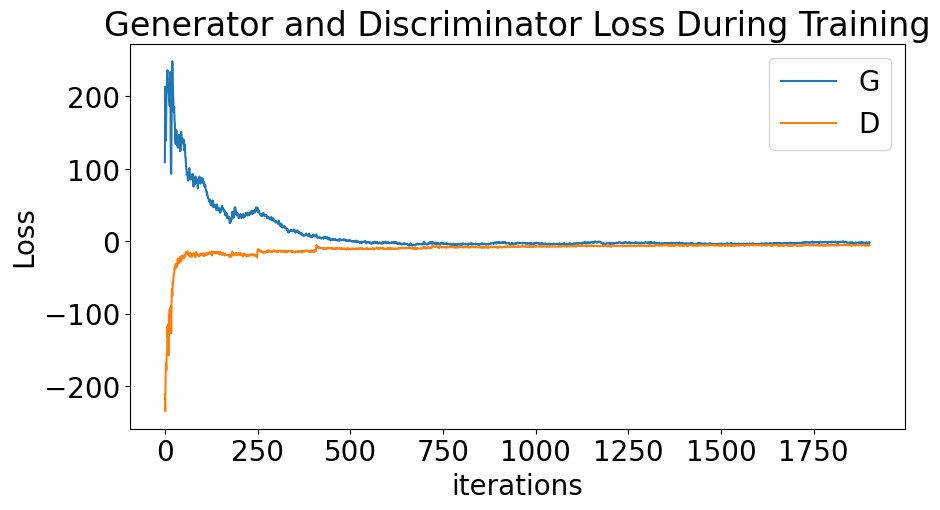 Generator and Discriminator Loss During Training
G
D
Loss
200
100
0
−100
−200
0 250 500 750 1000 1250 1500 1750
iterations